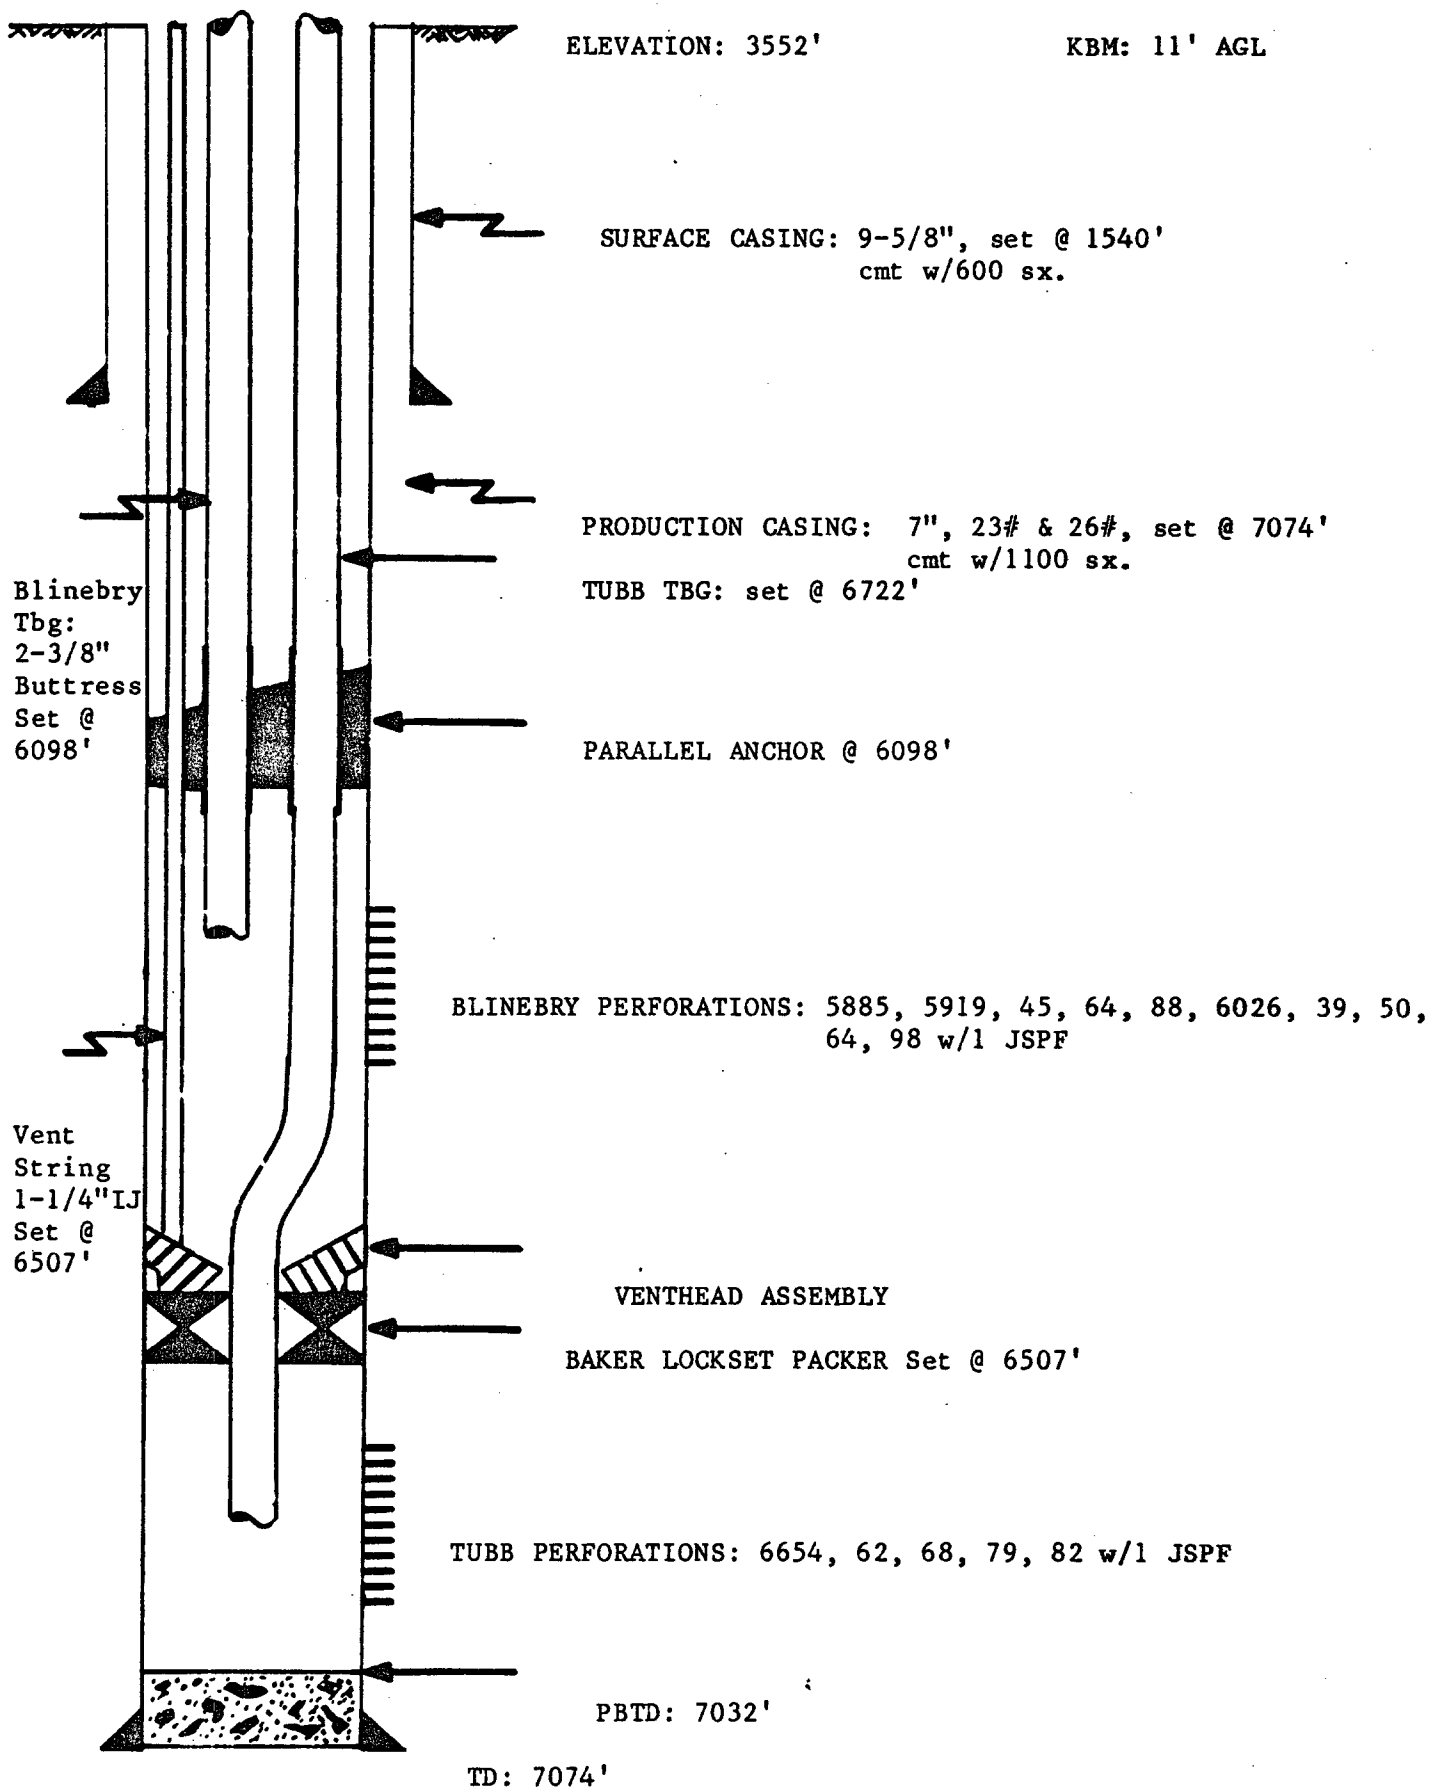 ELEVATION: 3552' KBM: 11' AGL
SURFACE CASING: 9-5/8", set @ 1540'
cmt w/600 sx.
PRODUCTION CASING: 7", 23# & 26#, set @ 7074'
cmt w/1100 sx.
TUBB TBG: set @ 6722'
Blinebry
Tbg:
2-3/8"
Buttress
Set @
6098'
PARALLEL ANCHOR @ 6098'
BLINEBRY PERFORATIONS: 5885, 5919, 45, 64, 88, 6026, 39, 50,
64, 98 w/1 JSPF
Vent
String
1-1/4"IJ
Set @
6507'
VENTHEAD ASSEMBLY
BAKER LOCKSET PACKER Set @ 6507'
TUBB PERFORATIONS: 6654, 62, 68, 79, 82 w/1 JSPF
PBTD: 7032'
TD: 7074'